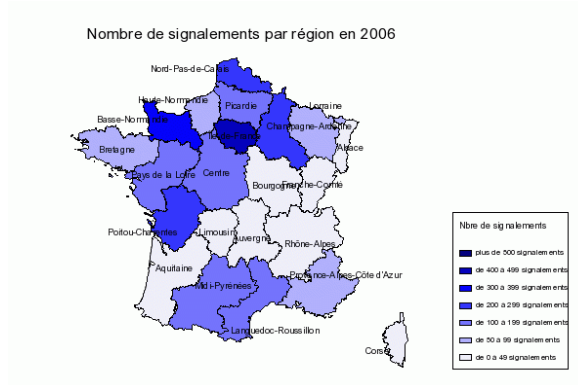 Nombre de signalements par région en 2006
Nord-Pas-de-Calais
Haute-Normandie
Picardie
Lorraine
Basse-Normandie
Champagne-Ardenne
Ile-de-France
Alsace
Bretagne
Pays de la Loire
Centre
Bourgogne
Franche-Comté
Poitou-Charentes
Limousin
Auvergne
Rhône-Alpes
Aquitaine
Provence-Alpes-Côte d'Azur
Midi-Pyrénées
Languedoc-Roussillon
Corse
Nbre de signalements
plus de 500 signalements
de 400 a 499 signalements
de 300 a 399 signalements
de 200 a 299 signalements
de 100 a 199 signalements
de 50 a 99 signalements
de 0 a 49 signalements